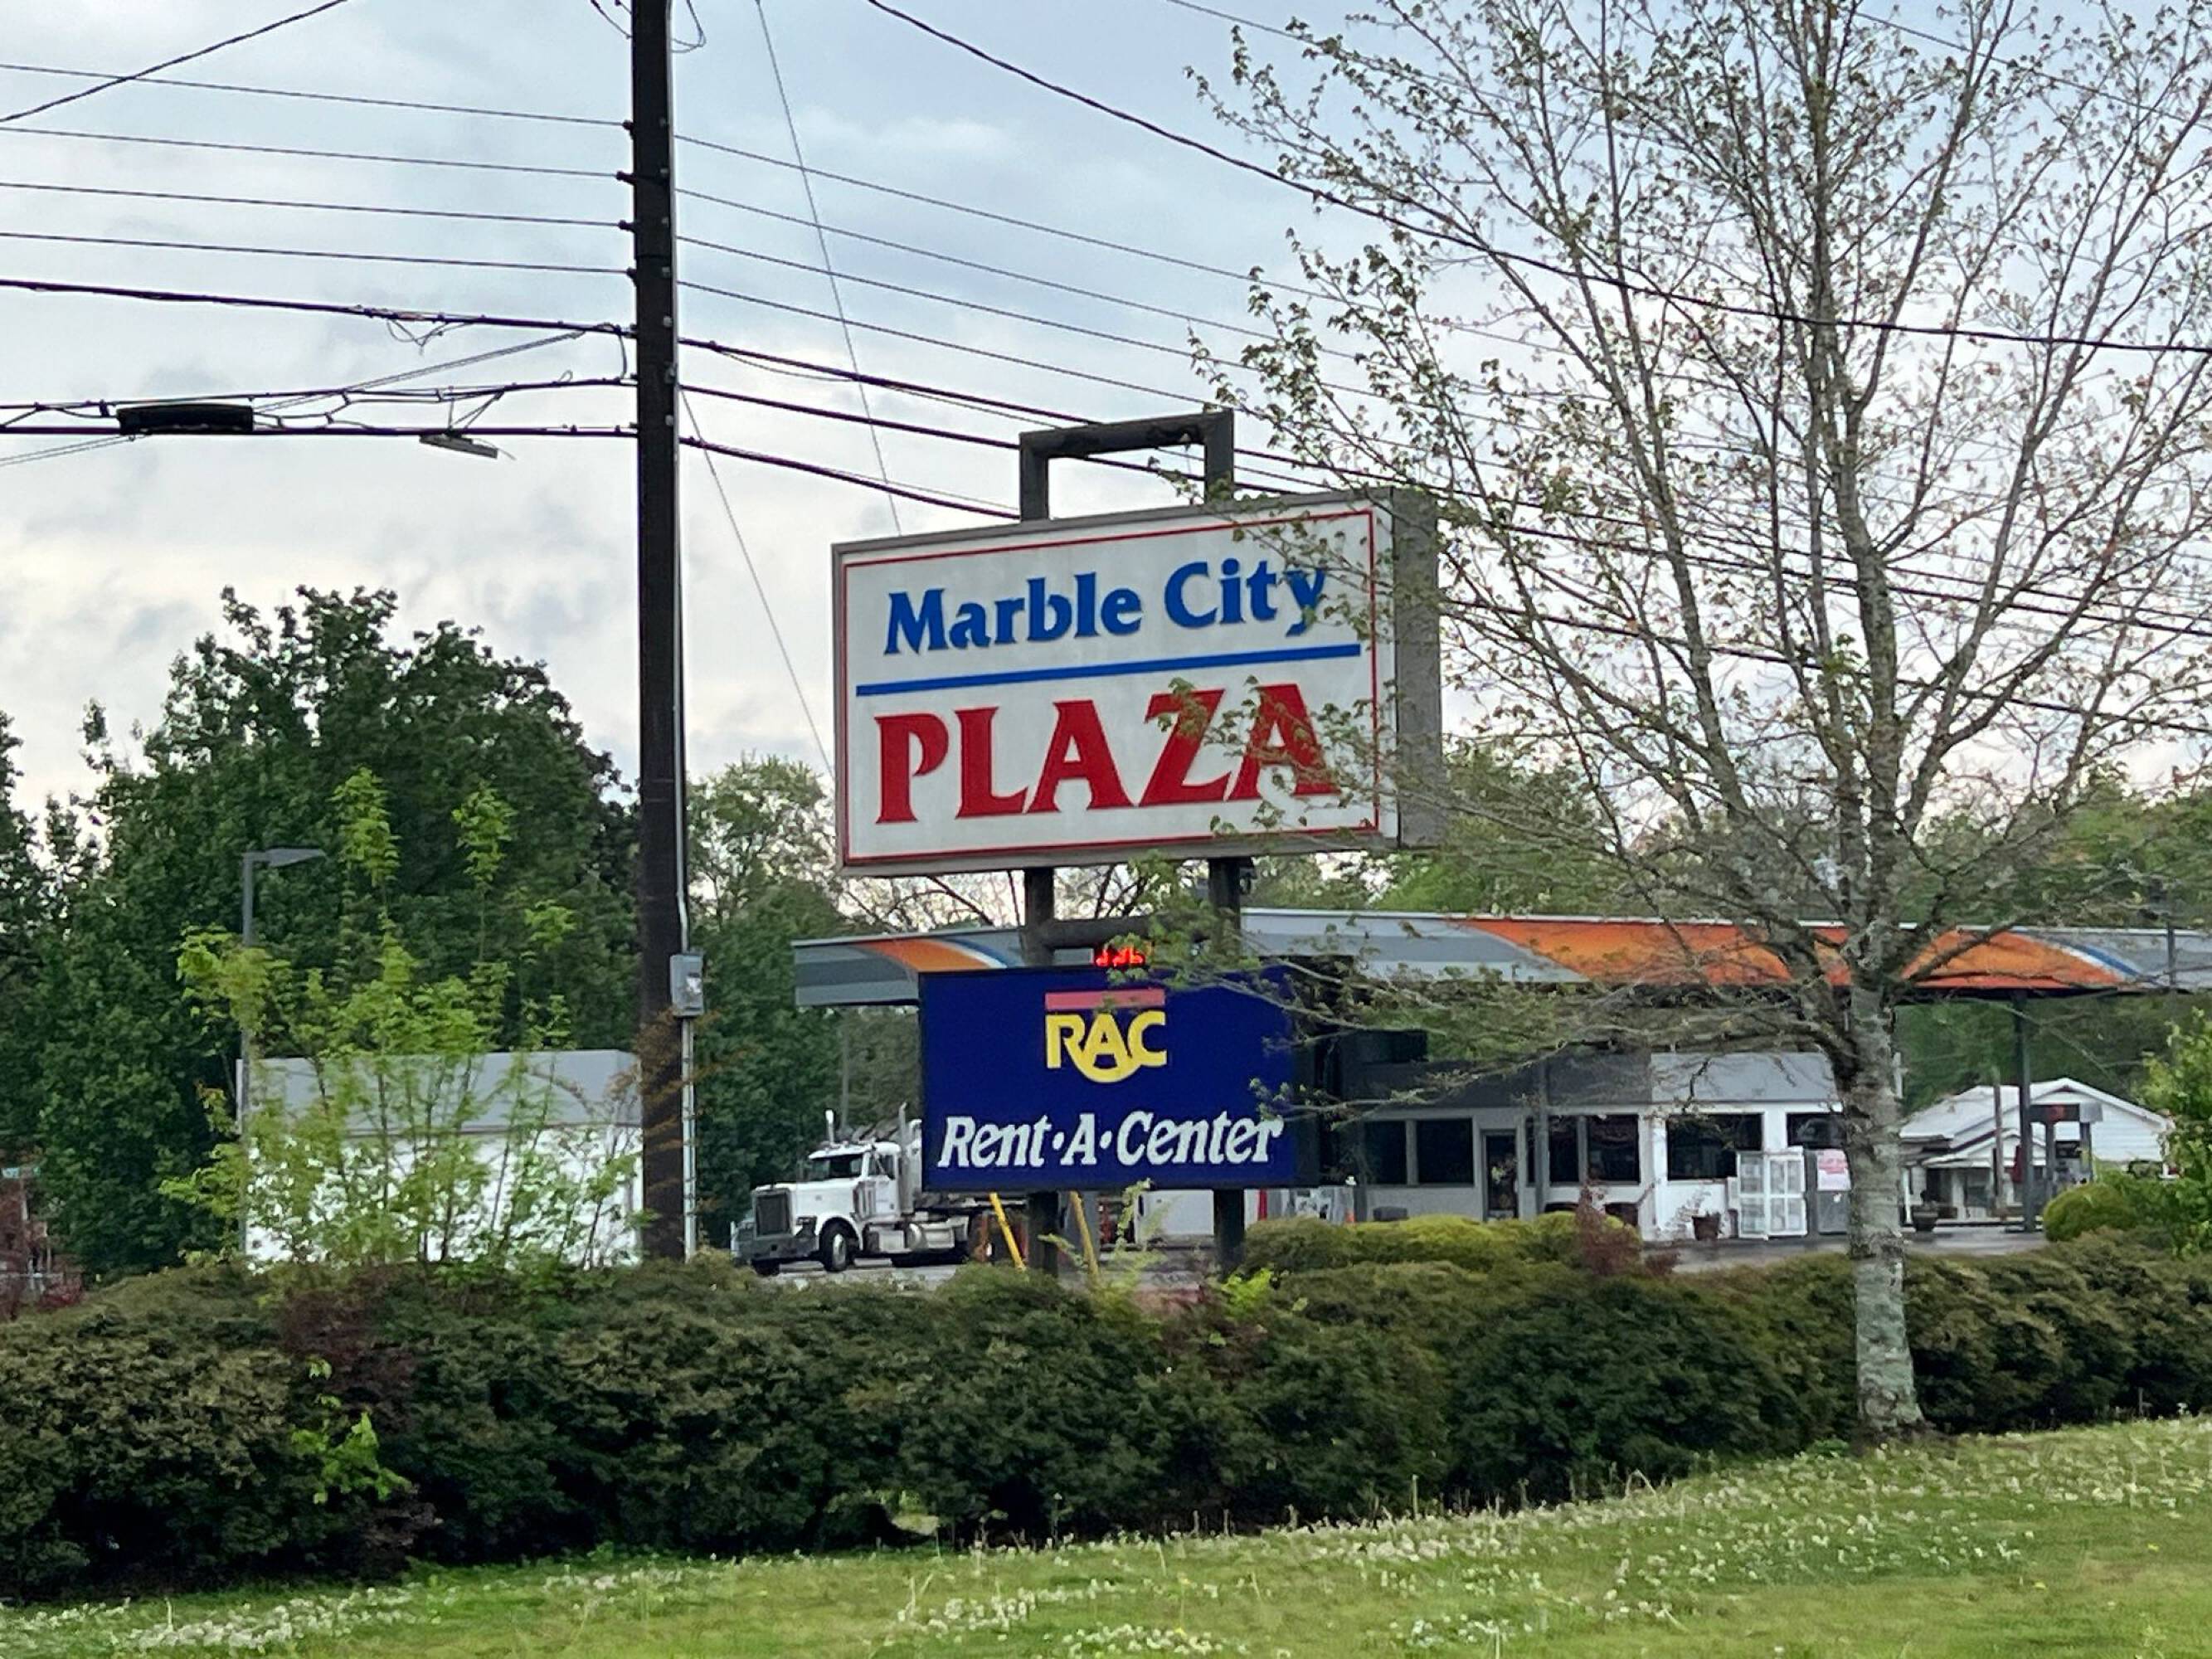 Marble City
PLAZA
RAC
Rent·A·Center